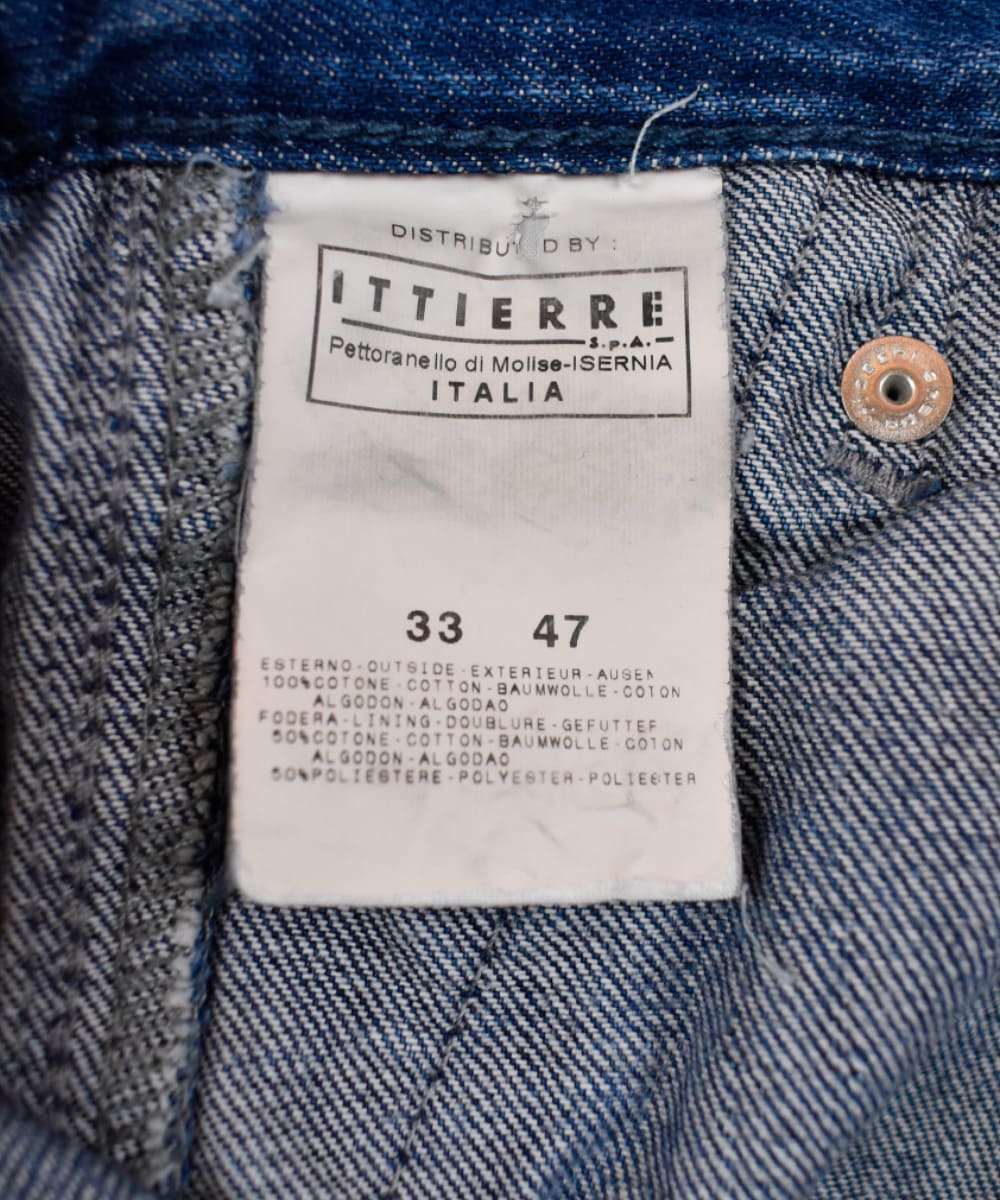 DISTRIBUTED BY :
ITTIERRE
S.p.A.
Pettoranello di Molise-ISERNIA
ITALIA
33 47
ESTERNO-OUTSIDE-EXTERIEUR-AUSEN
100%COTONE-COTTON-BAUMWOLLE-COTON
ALGODON-ALGODAO
FODERA-LINING-DOUBLURE-GEFUTTER
50%COTONE-COTTON-BAUMWOLLE-COTON
ALGODON-ALGODAO
50%POLIESTERE-POLYESTER-POLIESTER